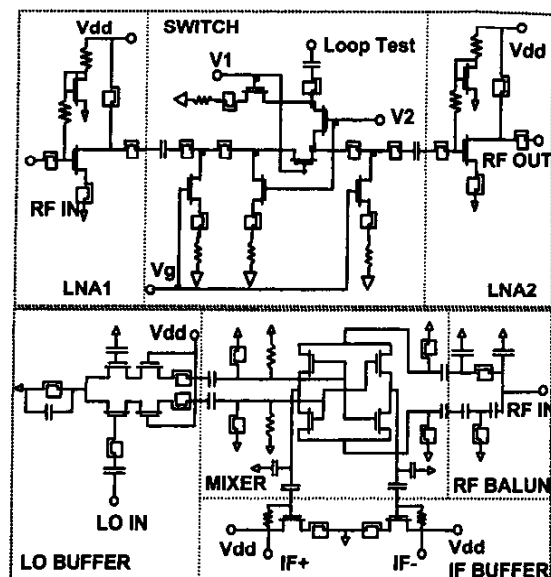 SWITCH
Vdd
V1
Loop Test
Vdd
V2
RF IN
RF OUT
Vg
LNA1
LNA2
Vdd
RF IN
MIXER
RF BALUN
LO IN
LO BUFFER
Vdd
IF+
IF-
Vdd
IF BUFFER